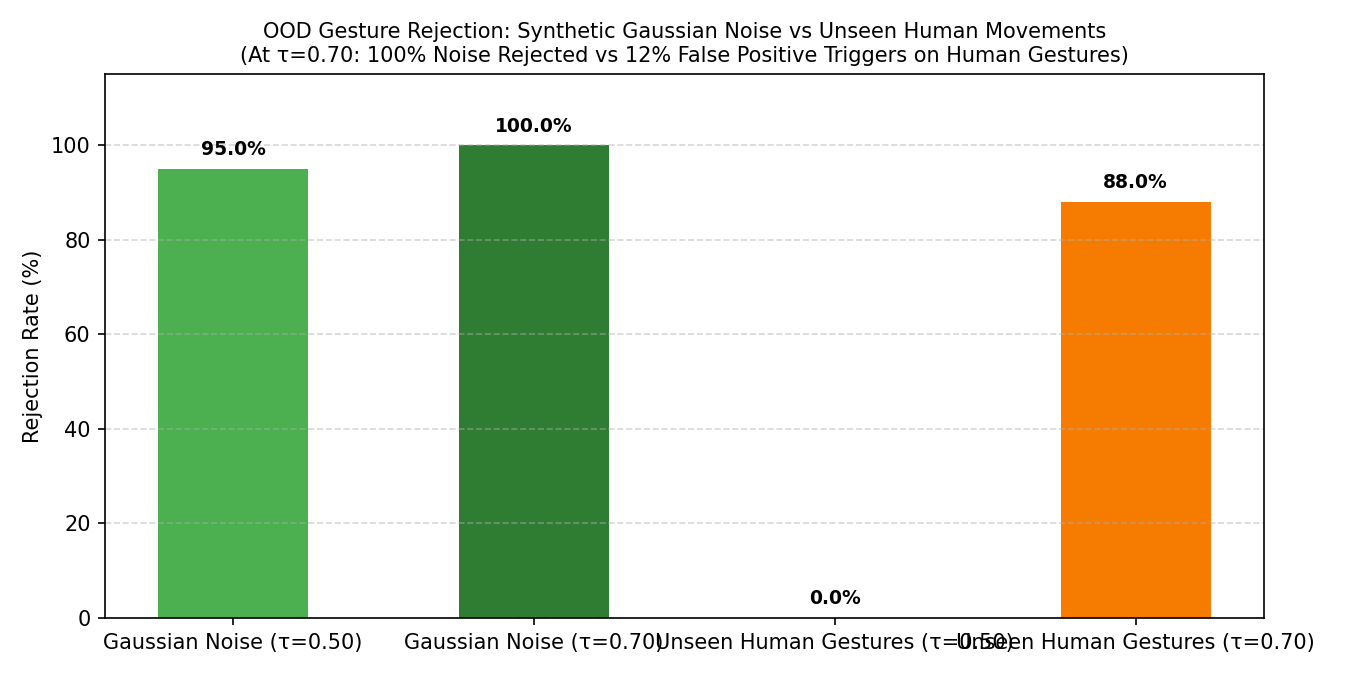 OOD Gesture Rejection: Synthetic Gaussian Noise vs Unseen Human Movements
(At τ=0.70: 100% Noise Rejected vs 12% False Positive Triggers on Human Gestures)
Rejection Rate (%)
100
80
60
40
20
0
95.0%
100.0%
0.0%
88.0%
Gaussian Noise (τ=0.50)
Gaussian Noise (τ=0.70)
Unseen Human Gestures (τ=0.50)
Unseen Human Gestures (τ=0.70)